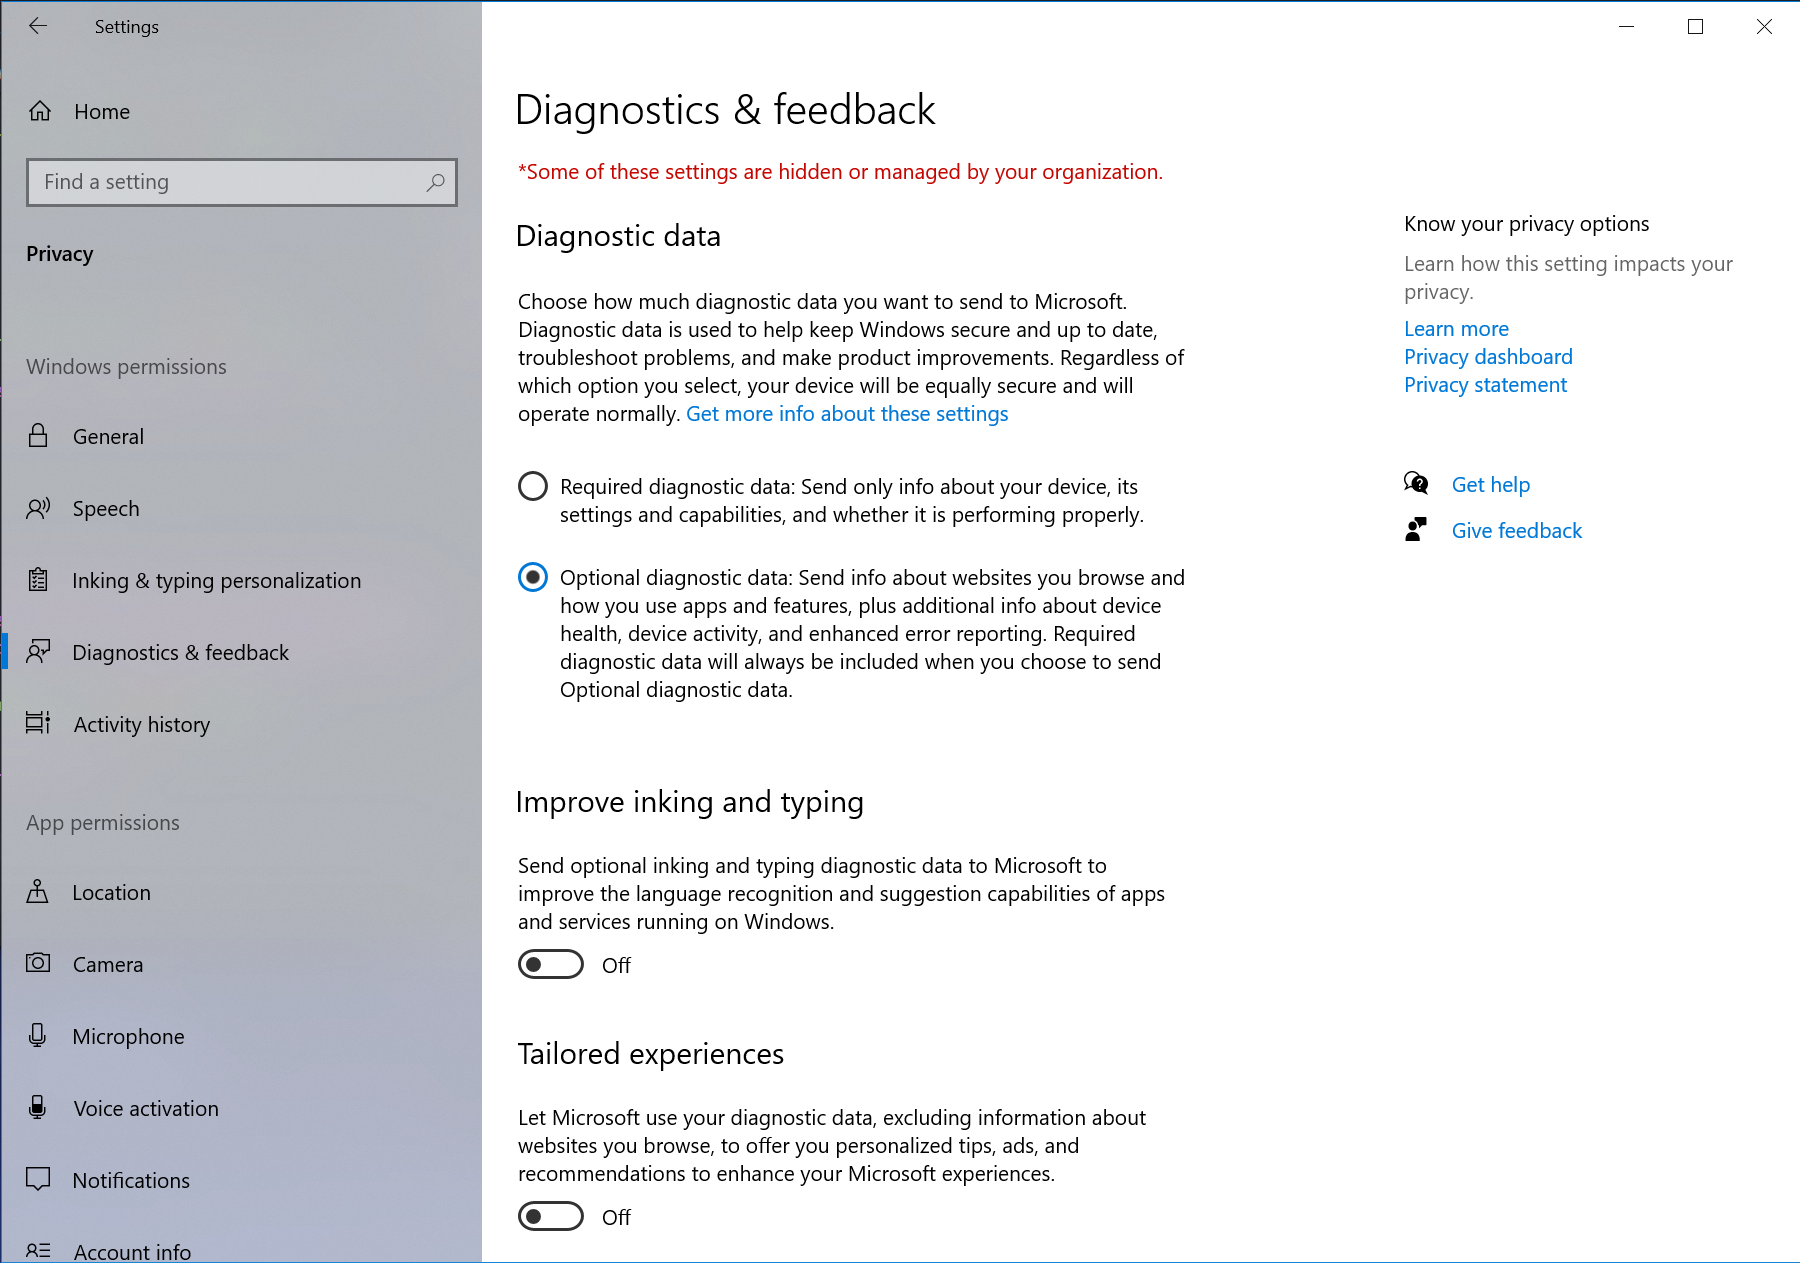 Settings
Home
Find a setting
Privacy
Windows permissions
General
Speech
Inking & typing personalization
Diagnostics & feedback
Activity history
App permissions
Location
Camera
Microphone
Voice activation
Notifications
Account info
Diagnostics & feedback
*Some of these settings are hidden or managed by your organization.
Diagnostic data
Choose how much diagnostic data you want to send to Microsoft.
Diagnostic data is used to help keep Windows secure and up to date,
troubleshoot problems, and make product improvements. Regardless of
which option you select, your device will be equally secure and will
operate normally. Get more info about these settings
Required diagnostic data: Send only info about your device, its
settings and capabilities, and whether it is performing properly.
Optional diagnostic data: Send info about websites you browse and
how you use apps and features, plus additional info about device
health, device activity, and enhanced error reporting. Required
diagnostic data will always be included when you choose to send
Optional diagnostic data.
Improve inking and typing
Send optional inking and typing diagnostic data to Microsoft to
improve the language recognition and suggestion capabilities of apps
and services running on Windows.
Off
Tailored experiences
Let Microsoft use your diagnostic data, excluding information about
websites you browse, to offer you personalized tips, ads, and
recommendations to enhance your Microsoft experiences.
Off
Know your privacy options
Learn how this setting impacts your
privacy.
Learn more
Privacy dashboard
Privacy statement
Get help
Give feedback